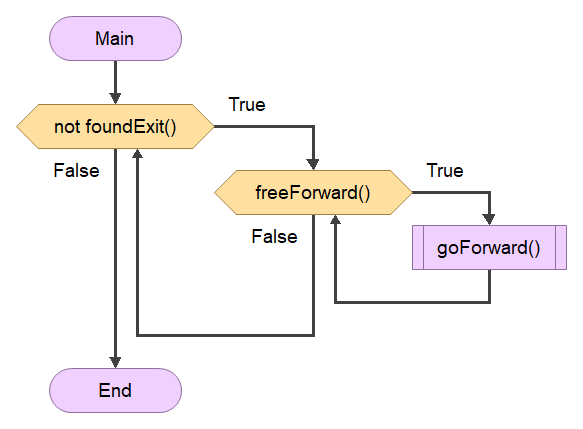 Main
not foundExit()
True
False
freeForward()
True
False
goForward()
End